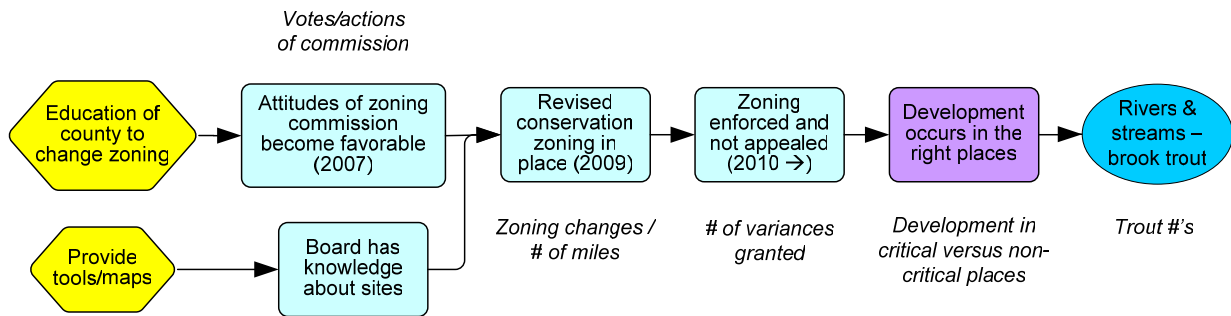 Votes/actions
of commission
Education of
county to
change zoning
Attitudes of zoning
commission
become favorable
(2007)
Revised
conservation
zoning in
place (2009)
Zoning
enforced and
not appealed
(2010 →)
Development
occurs in the
right places
Rivers &
streams –
brook trout
Provide
tools/maps
Board has
knowledge
about sites
Zoning changes /
# of miles
# of variances
granted
Development in
critical versus non-
critical places
Trout #'s